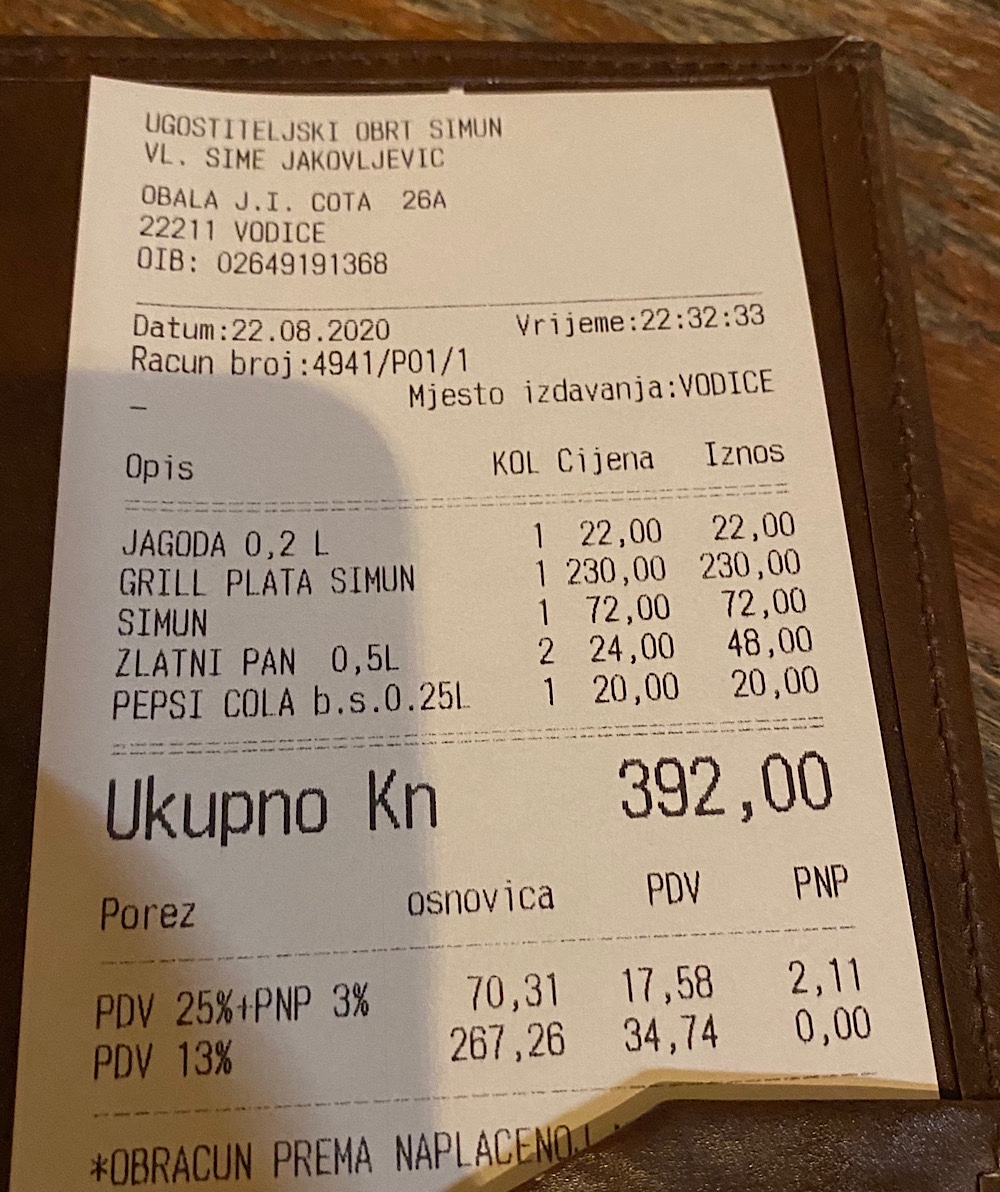 UGOSTITELJSKI OBRT SIMUN
VL. SIME JAKOVLJEVIC
OBALA J.I. COTA 26A
22211 VODICE
OIB: 02649191368
Datum:22.08.2020 Vrijeme:22:32:33
Racun broj:4941/P01/1
Mjesto izdavanja:VODICE
Opis KOL Cijena Iznos
JAGODA 0,2 L 1 22,00 22,00
GRILL PLATA SIMUN 1 230,00 230,00
SIMUN 1 72,00 72,00
ZLATNI PAN 0,5L 2 24,00 48,00
PEPSI COLA b.s.0.25L 1 20,00 20,00
Ukupno Kn 392,00
Porez osnovica PDV PNP
PDV 25%+PNP 3% 70,31 17,58 2,11
PDV 13% 267,26 34,74 0,00
*OBRACUN PREMA NAPLACENOJ